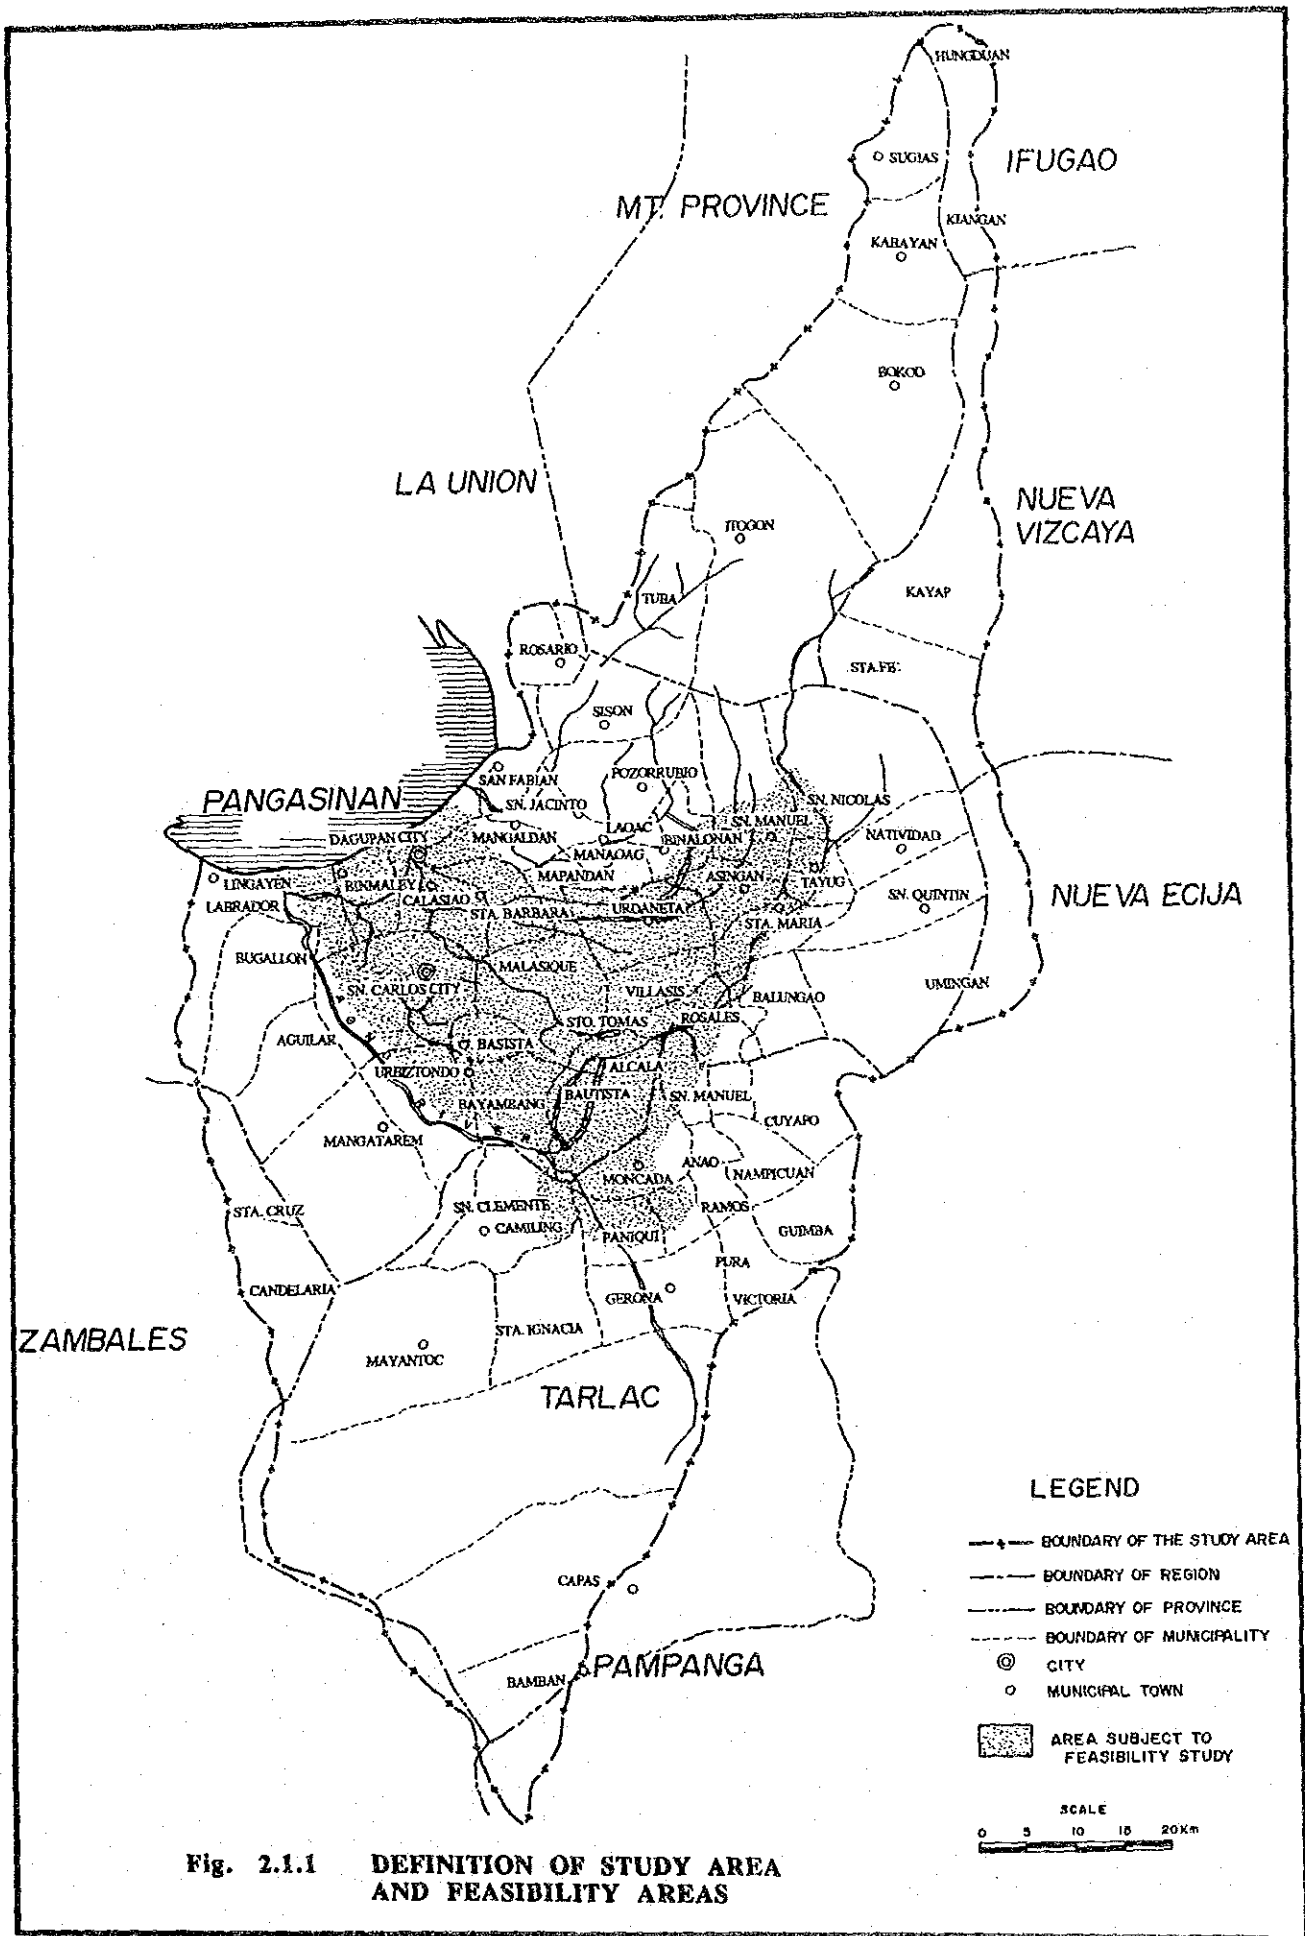 HUNGDUAN
IFUGAO
SUGIAS
MT. PROVINCE
KIANGAN
KABAYAN
BOKOD
LA UNION
NUEVA
VIZCAYA
ITOGON
KAYAP
TUBA
ROSARIO
STA.FE
SISON
SAN FABIAN
POZORRUBIO
PANGASINAN
SN. JACINTO
SN. NICOLAS
SN. MANUEL
DAGUPAN CITY
MANGALDAN
LAOAC
BINALONAN
NATIVIDAD
MANAOAG
MAPANDAN
ASINGAN
TAYUG
LINGAYEN
BINMALEY
CALASIAO
SN. QUINTIN
NUEVA ECIJA
LABRADOR
STA. BARBARA
URDANETA
STA. MARIA
BUGALLON
MALASIQUE
SN. CARLOS CITY
VILLASIS
BALUNGAO
UMINGAN
STO. TOMAS
ROSALES
AGUILAR
BASISTA
URBIZTONDO
ALCALA
BAUTISTA
SN. MANUEL
BAYAMBANG
CUYAPO
MANGATAREM
ANAO
NAMPICUAN
MONCADA
STA. CRUZ
SN. CLEMENTE
RAMOS
CAMILING
GUIMBA
PANIQUI
PURA
CANDELARIA
GERONA
VICTORIA
ZAMBALES
STA. IGNACIA
MAYANTOC
TARLAC
CAPAS
BAMBAN
PAMPANGA
LEGEND
BOUNDARY OF THE STUDY AREA
BOUNDARY OF REGION
BOUNDARY OF PROVINCE
BOUNDARY OF MUNICIPALITY
CITY
MUNICIPAL TOWN
AREA SUBJECT TO
FEASIBILITY STUDY
SCALE
0 5 10 15 20Km
Fig. 2.1.1 DEFINITION OF STUDY AREA
AND FEASIBILITY AREAS